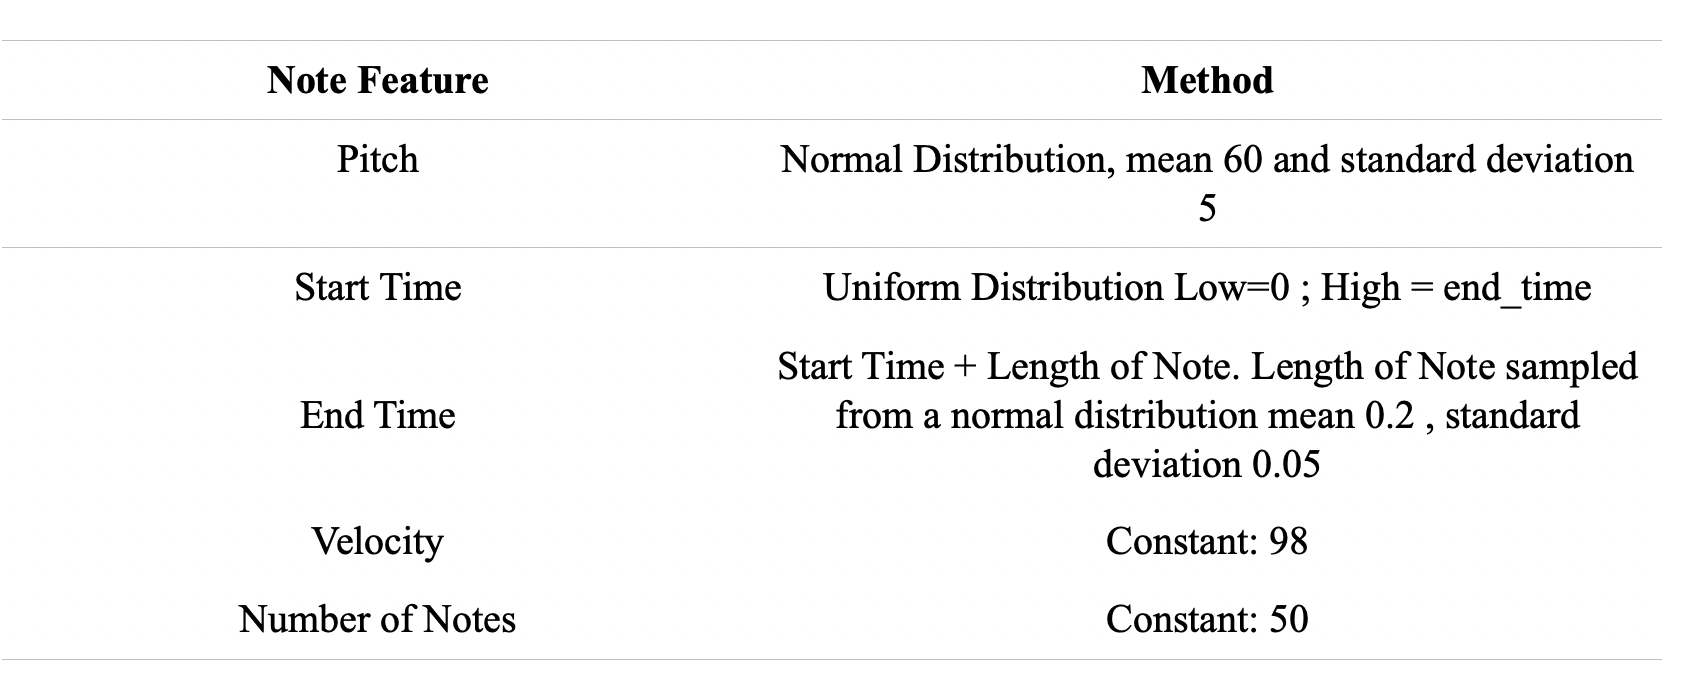 Note Feature Method
Pitch Normal Distribution, mean 60 and standard deviation
5
Start Time Uniform Distribution Low=0 ; High = end_time
Start Time + Length of Note. Length of Note sampled
End Time from a normal distribution mean 0.2 , standard
deviation 0.05
Velocity Constant: 98
Number of Notes Constant: 50